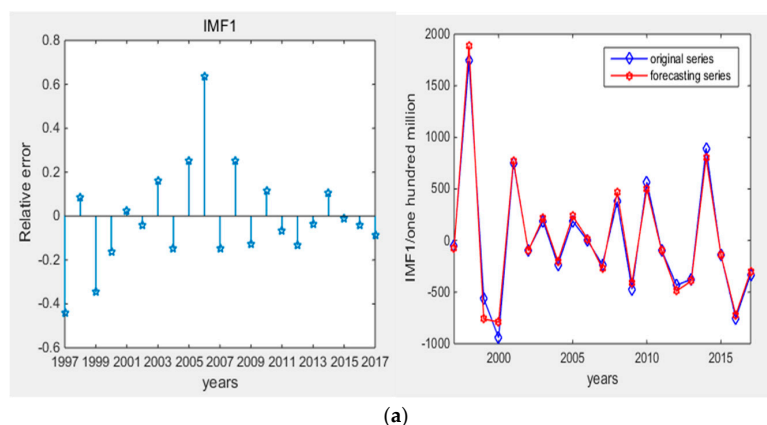 IMF1
Relative error
0.8
0.6
0.4
0.2
0
-0.2
-0.4
-0.6
1997 1999 2001 2003 2005 2007 2009 2011 2013 2015 2017
years
IMF1/one hundred million
2000
1500
1000
500
0
-500
-1000
original series
forecasting series
2000 2005 2010 2015
years
(a)